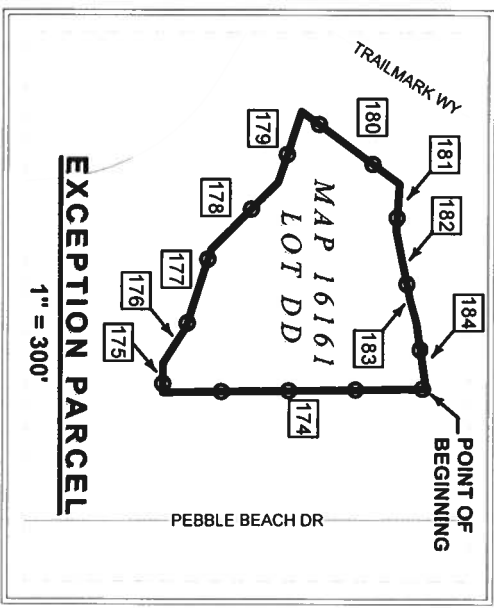 TRAILMARK WY
179
180
181
182
184
178
MAP 16161
LOT DD
177
183
176
175
174
POINT OF
BEGINNING
PEBBLE BEACH DR
EXCEPTION PARCEL
1" = 300'